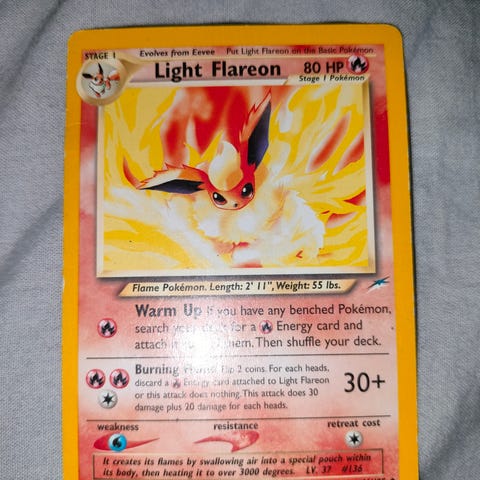 STAGE 1 Evolves from Eevee Put Light Flareon on the Basic Pokémon.
Light Flareon 80 HP
Stage 1 Pokémon
Flame Pokémon. Length: 2' 11", Weight: 55 lbs.
Warm Up If you have any benched Pokémon,
search your deck for a Energy card and
attach it to of them. Then shuffle your deck.
Burning Flip 2 coins. For each heads,
discard a Energy card attached to Light Flareon
or this attack does nothing. This attack does 30
damage plus 20 damage for each heads.
30+
weakness resistance retreat cost
It creates its flames by swallowing air into a special pouch within
its body, then heating it to over 3000 degrees. LV. 37 #136